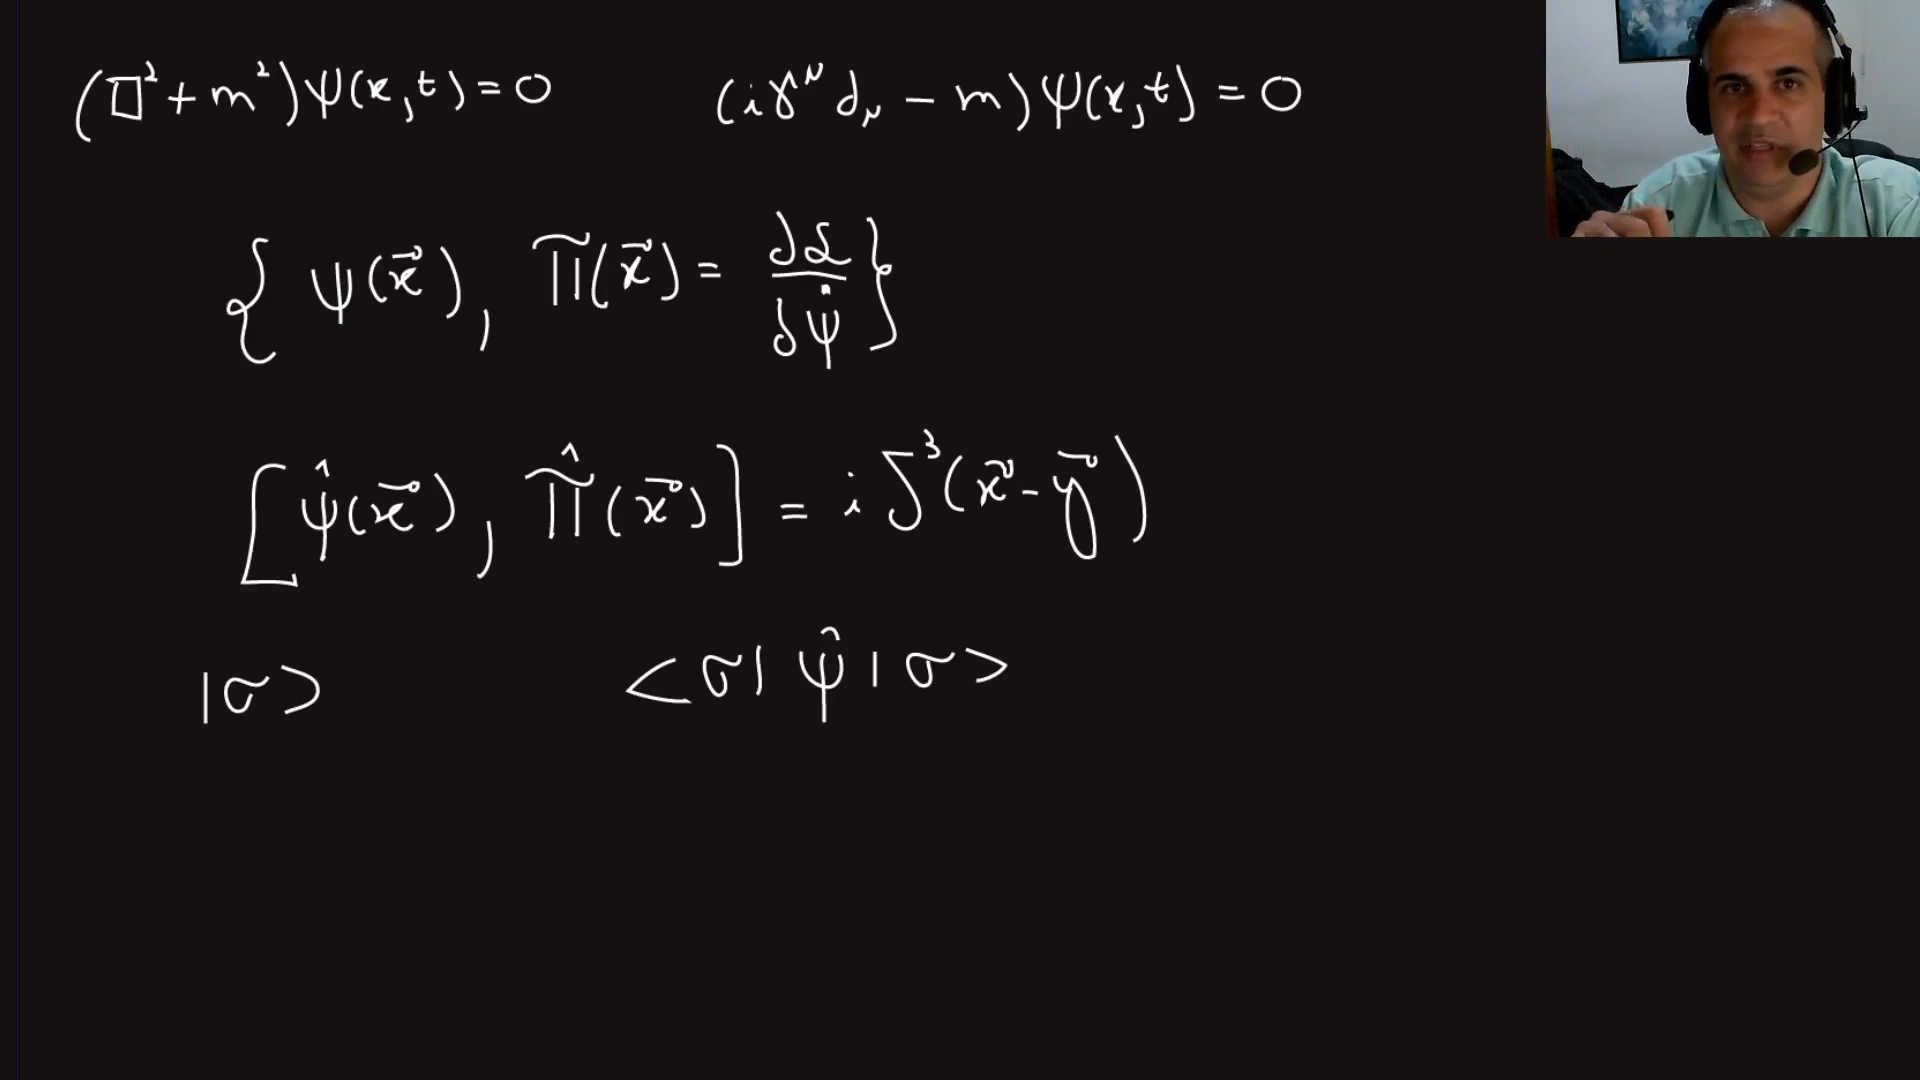 (□² + m²)ψ(x,t) = 0    (iγ^μ ∂_μ − m)ψ(x,t) = 0
{ ψ(x⃗), Π(x⃗) = ∂ℒ/∂ψ̇ }
[ψ̂(x⃗), Π̂(x⃗)] = i δ³(x⃗ − y⃗)
|σ>    <σ| ψ̂ |σ>